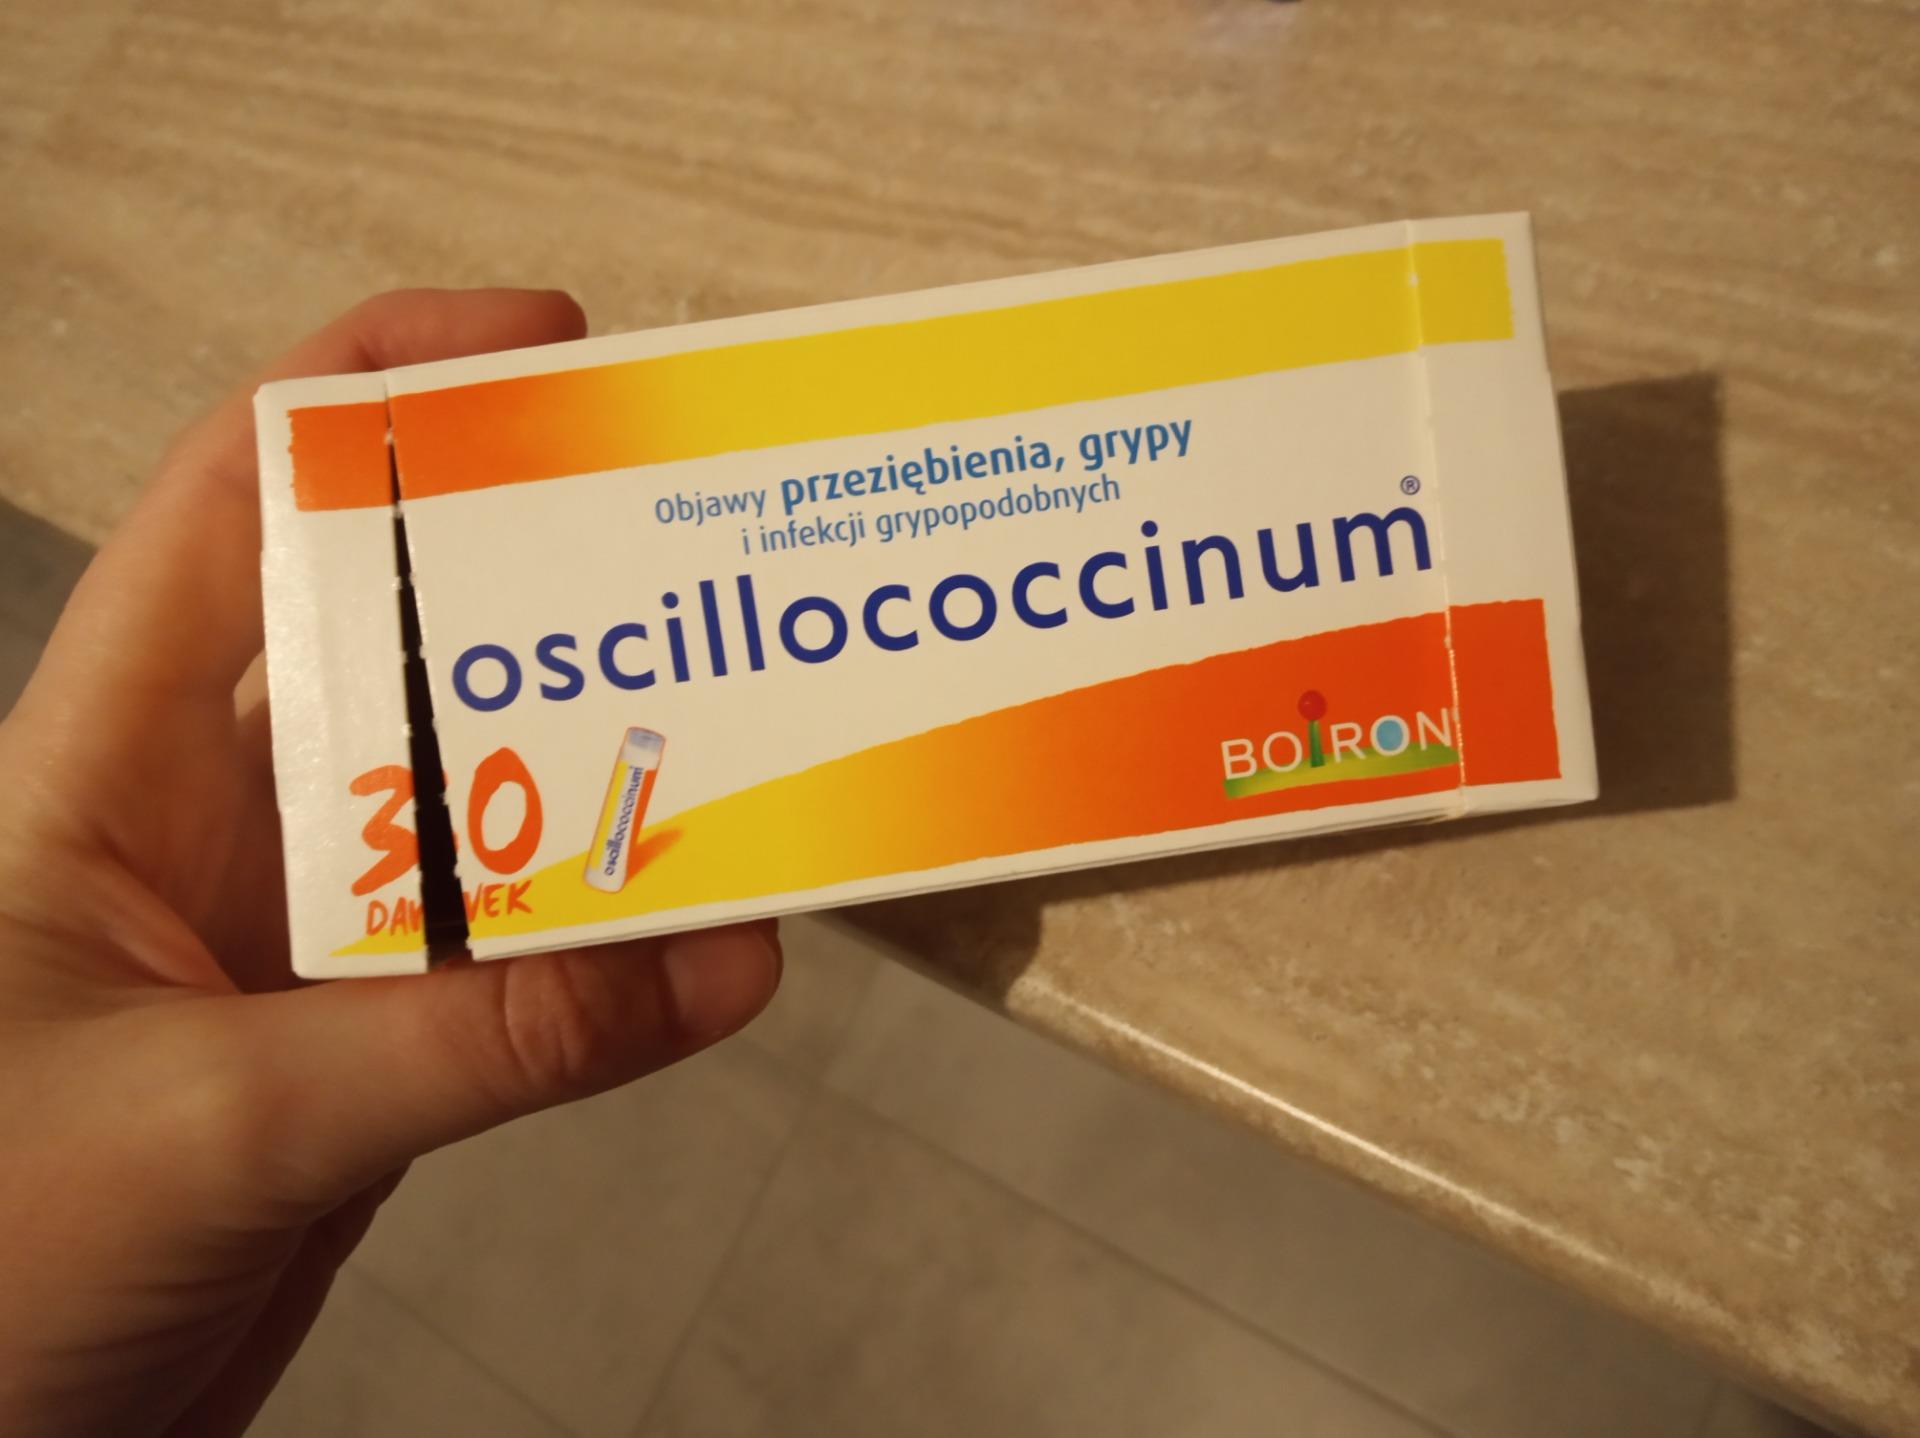 Objawy przeziębienia, grypy
i infekcji grypopodobnych
oscillococcinum®
30
DAWEK
oscillococcinum
BOIRON